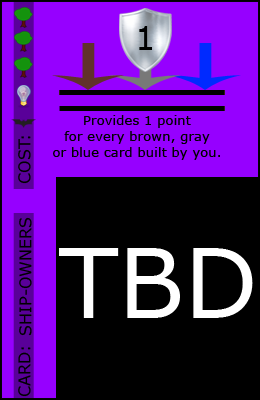 1
Provides 1 point
for every brown, gray
or blue card built by you.
COST:
CARD: SHIP-OWNERS
TBD